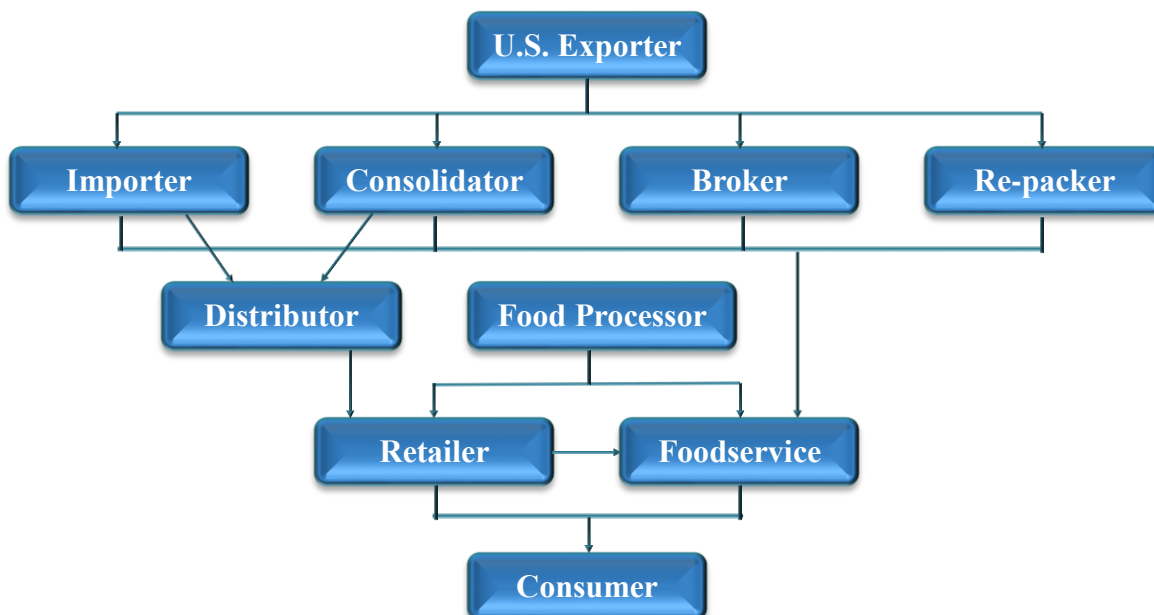 U.S. Exporter
Importer
Consolidator
Broker
Re-packer
Distributor
Food Processor
Retailer
Foodservice
Consumer